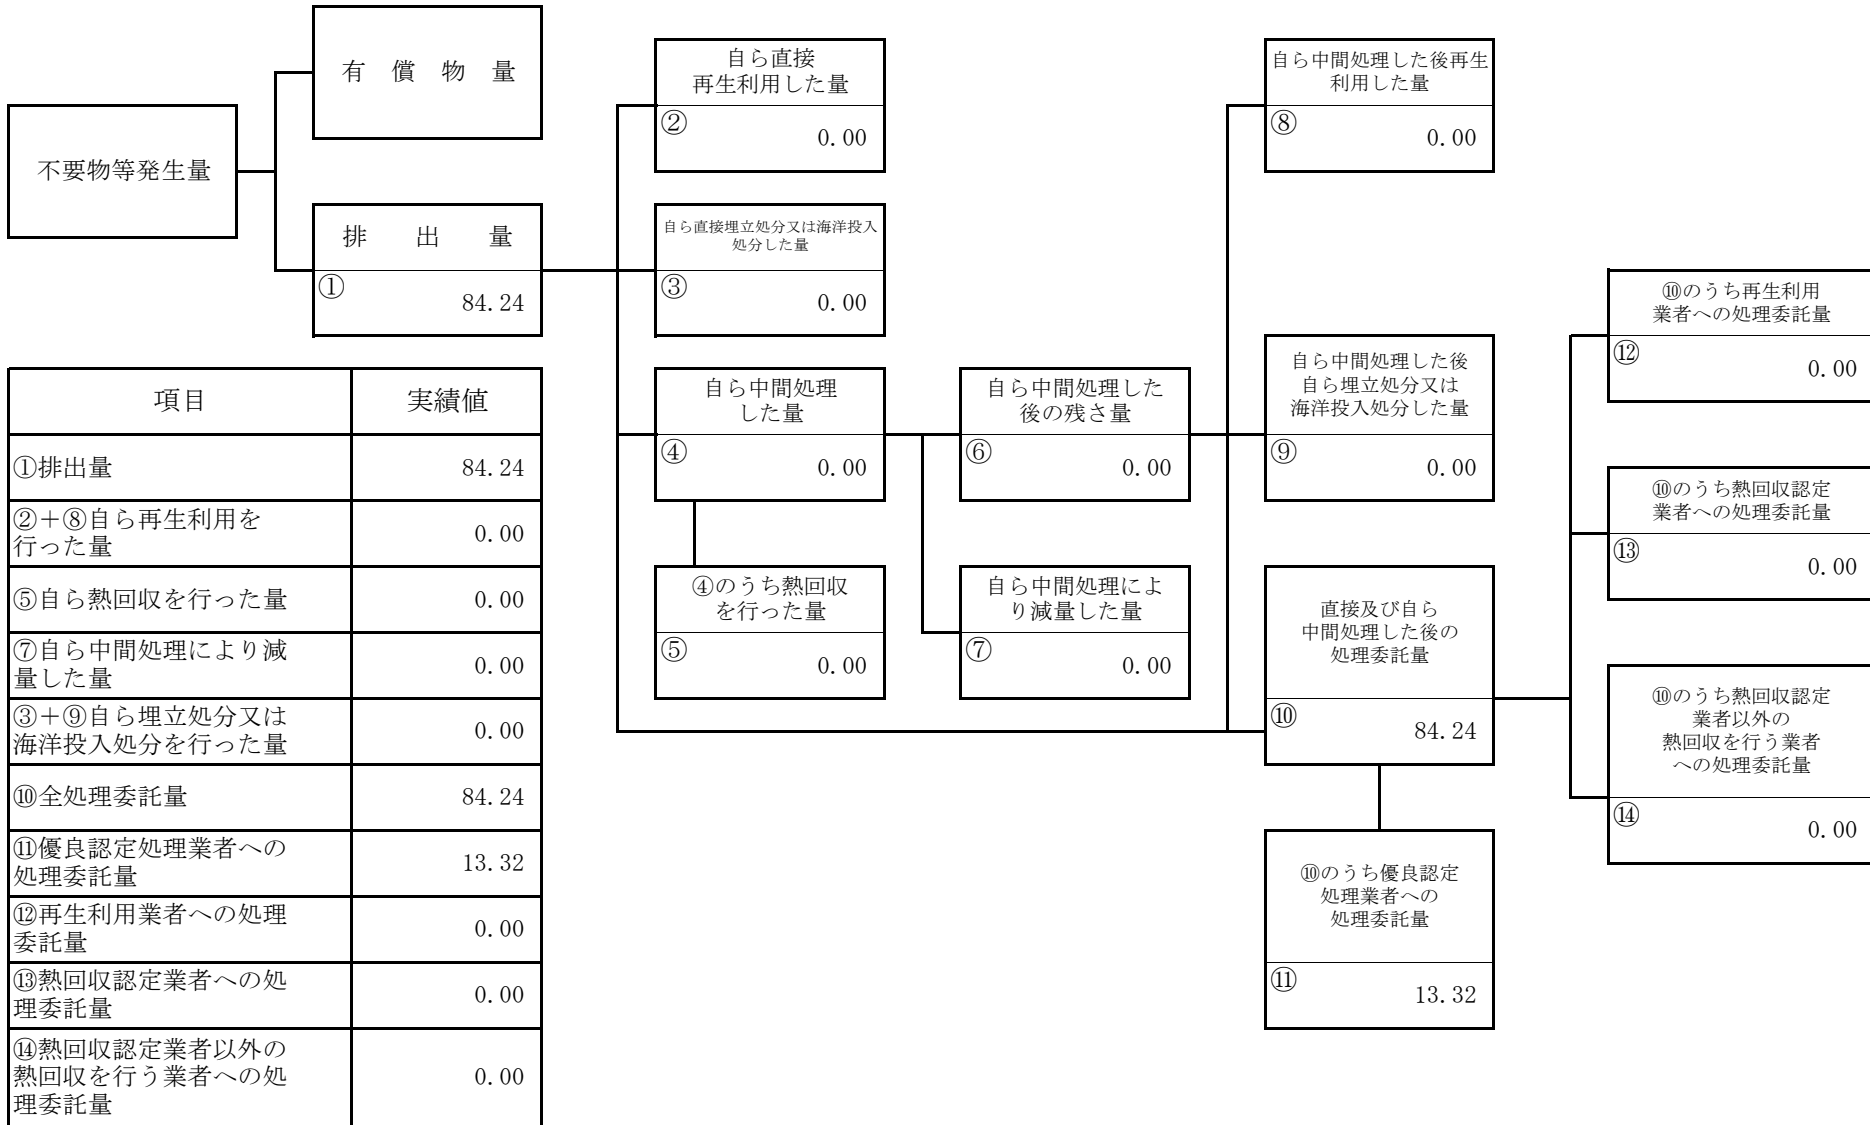 有　償　物　量
不要物等発生量
排　　出　　量
①
84.24
自ら直接
再生利用した量
②
0.00
自ら直接埋立処分又は海洋投入
処分した量
③
0.00
自ら中間処理
した量
④
0.00
④のうち熱回収
を行った量
⑤
0.00
自ら中間処理した
後の残さ量
⑥
0.00
自ら中間処理によ
り減量した量
⑦
0.00
自ら中間処理した後再生
利用した量
⑧
0.00
自ら中間処理した後
自ら埋立処分又は
海洋投入処分した量
⑨
0.00
直接及び自ら
中間処理した後の
処理委託量
⑩
84.24
⑩のうち優良認定
処理業者への
処理委託量
⑪
13.32
⑩のうち再生利用
業者への処理委託量
⑫
0.00
⑩のうち熱回収認定
業者への処理委託量
⑬
0.00
⑩のうち熱回収認定
業者以外の
熱回収を行う業者
への処理委託量
⑭
0.00
項目 実績値
①排出量 84.24
②＋⑧自ら再生利用を
行った量 0.00
⑤自ら熱回収を行った量 0.00
⑦自ら中間処理により減
量した量 0.00
③＋⑨自ら埋立処分又は
海洋投入処分を行った量 0.00
⑩全処理委託量 84.24
⑪優良認定処理業者への
処理委託量 13.32
⑫再生利用業者への処理
委託量 0.00
⑬熱回収認定業者への処
理委託量 0.00
⑭熱回収認定業者以外の
熱回収を行う業者への処
理委託量 0.00